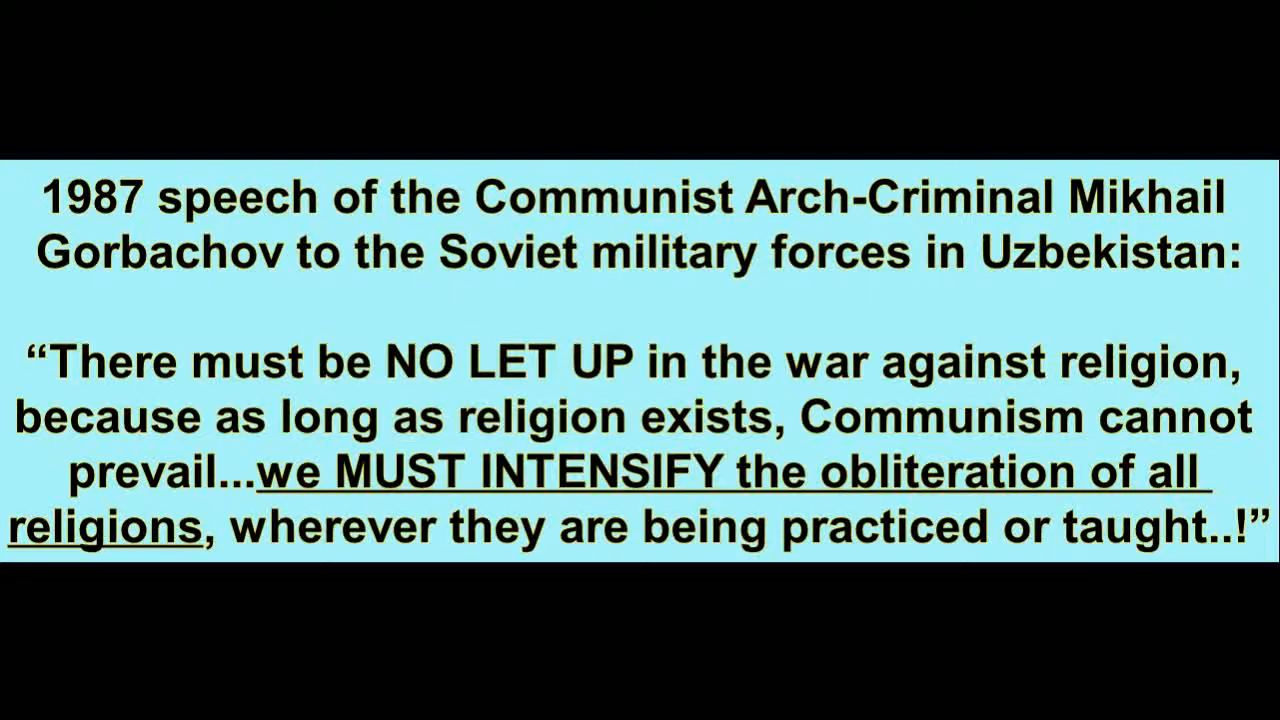 1987 speech of the Communist Arch-Criminal Mikhail
Gorbachov to the Soviet military forces in Uzbekistan:
“There must be NO LET UP in the war against religion,
because as long as religion exists, Communism cannot
prevail...we MUST INTENSIFY the obliteration of all
religions, wherever they are being practiced or taught..!”